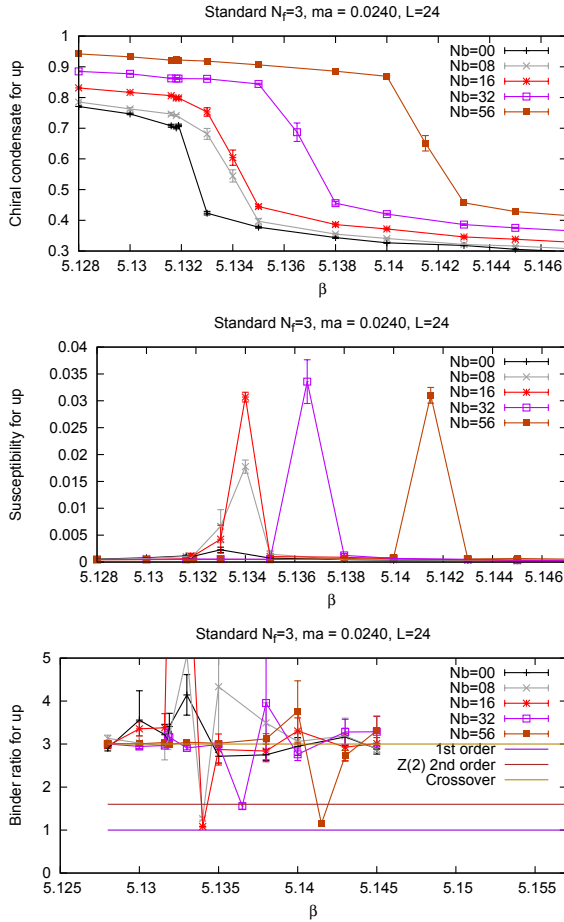 Standard N_f=3, ma = 0.0240, L=24
Chiral condensate for up
1
0.9
0.8
0.7
0.6
0.5
0.4
0.3
Nb=00
Nb=08
Nb=16
Nb=32
Nb=56
5.128 5.13 5.132 5.134 5.136 5.138 5.14 5.142 5.144 5.146
β
Standard N_f=3, ma = 0.0240, L=24
Susceptibility for up
0.04
0.035
0.03
0.025
0.02
0.015
0.01
0.005
0
Nb=00
Nb=08
Nb=16
Nb=32
Nb=56
5.128 5.13 5.132 5.134 5.136 5.138 5.14 5.142 5.144 5.146
β
Standard N_f=3, ma = 0.0240, L=24
Binder ratio for up
5
4
3
2
1
0
Nb=00
Nb=08
Nb=16
Nb=32
Nb=56
1st order
Z(2) 2nd order
Crossover
5.125 5.13 5.135 5.14 5.145 5.15 5.155
β